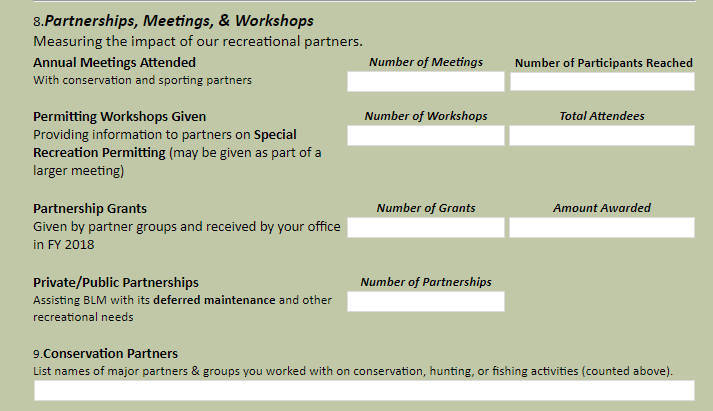 8.Partnerships, Meetings, & Workshops
Measuring the impact of our recreational partners.
Annual Meetings Attended
With conservation and sporting partners
Number of Meetings
Number of Participants Reached
Permitting Workshops Given
Providing information to partners on Special
Recreation Permitting (may be given as part of a
larger meeting)
Number of Workshops
Total Attendees
Partnership Grants
Given by partner groups and received by your office
in FY 2018
Number of Grants
Amount Awarded
Private/Public Partnerships
Assisting BLM with its deferred maintenance and other
recreational needs
Number of Partnerships
9.Conservation Partners
List names of major partners & groups you worked with on conservation, hunting, or fishing activities (counted above).